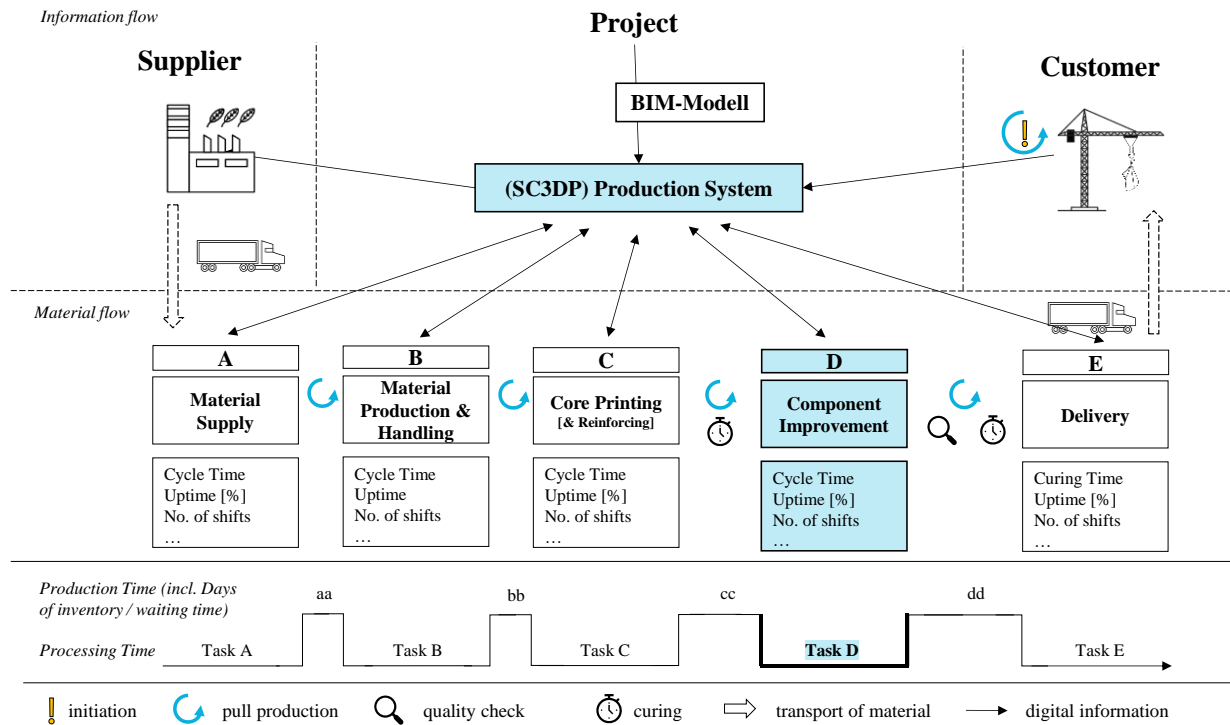 Information flow
Project
Supplier
Customer
BIM-Modell
(SC3DP) Production System
Material flow
A
B
C
D
E
Material
Supply
Material
Production &
Handling
Core Printing
[& Reinforcing]
Component
Improvement
Delivery
Cycle Time
Uptime [%]
No. of shifts
…
Cycle Time
Uptime
No. of shifts
…
Cycle Time
Uptime [%]
No. of shifts
…
Cycle Time
Uptime [%]
No. of shifts
…
Curing Time
Uptime [%]
No. of shifts
…
Production Time (incl. Days
of inventory / waiting time)
aa
bb
cc
dd
Processing Time
Task A
Task B
Task C
Task D
Task E
initiation
pull production
quality check
curing
transport of material
digital information